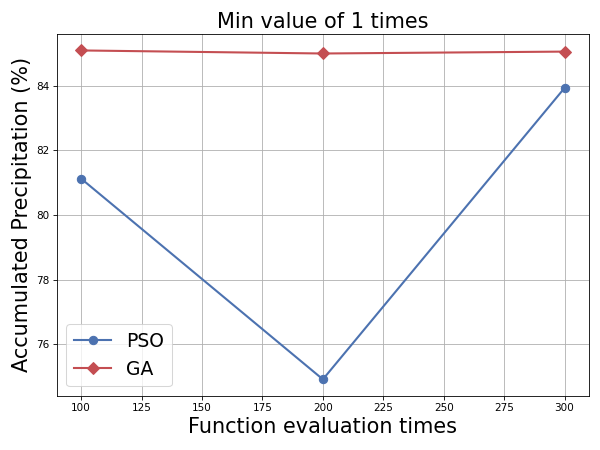 Min value of 1 times
Accumulated Precipitation (%)
84
82
80
78
76
PSO
GA
100 125 150 175 200 225 250 275 300
Function evaluation times